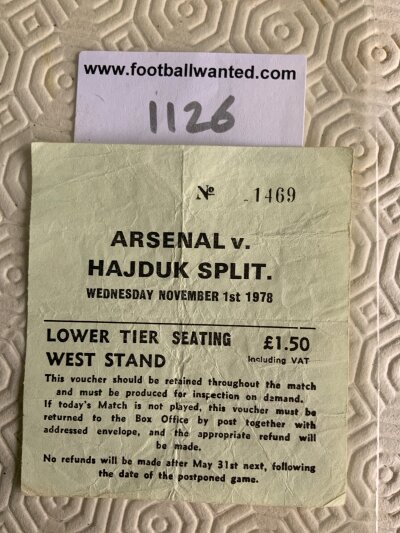 www.footballwanted.com
1126
No 1469
ARSENAL v.
HAJDUK SPLIT.
WEDNESDAY NOVEMBER 1st 1978
LOWER TIER SEATING £1.50
WEST STAND Including VAT
This voucher should be retained throughout the match
and must be produced for inspection on demand.
If today's Match is not played, this voucher must be
returned to the Box Office by post together with
addressed envelope, and the appropriate refund will
be made.
No refunds will be made after May 31st next, following
the date of the postponed game.